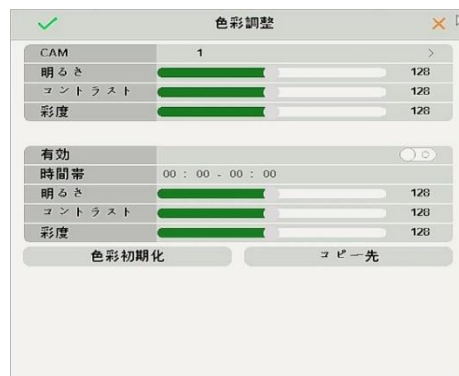 色彩調整
CAM 1 >
明るさ 128
コントラスト 128
彩度 128
有効
時間帯 00 : 00 - 00 : 00
明るさ 128
コントラスト 128
彩度 128
色彩初期化 コピー先